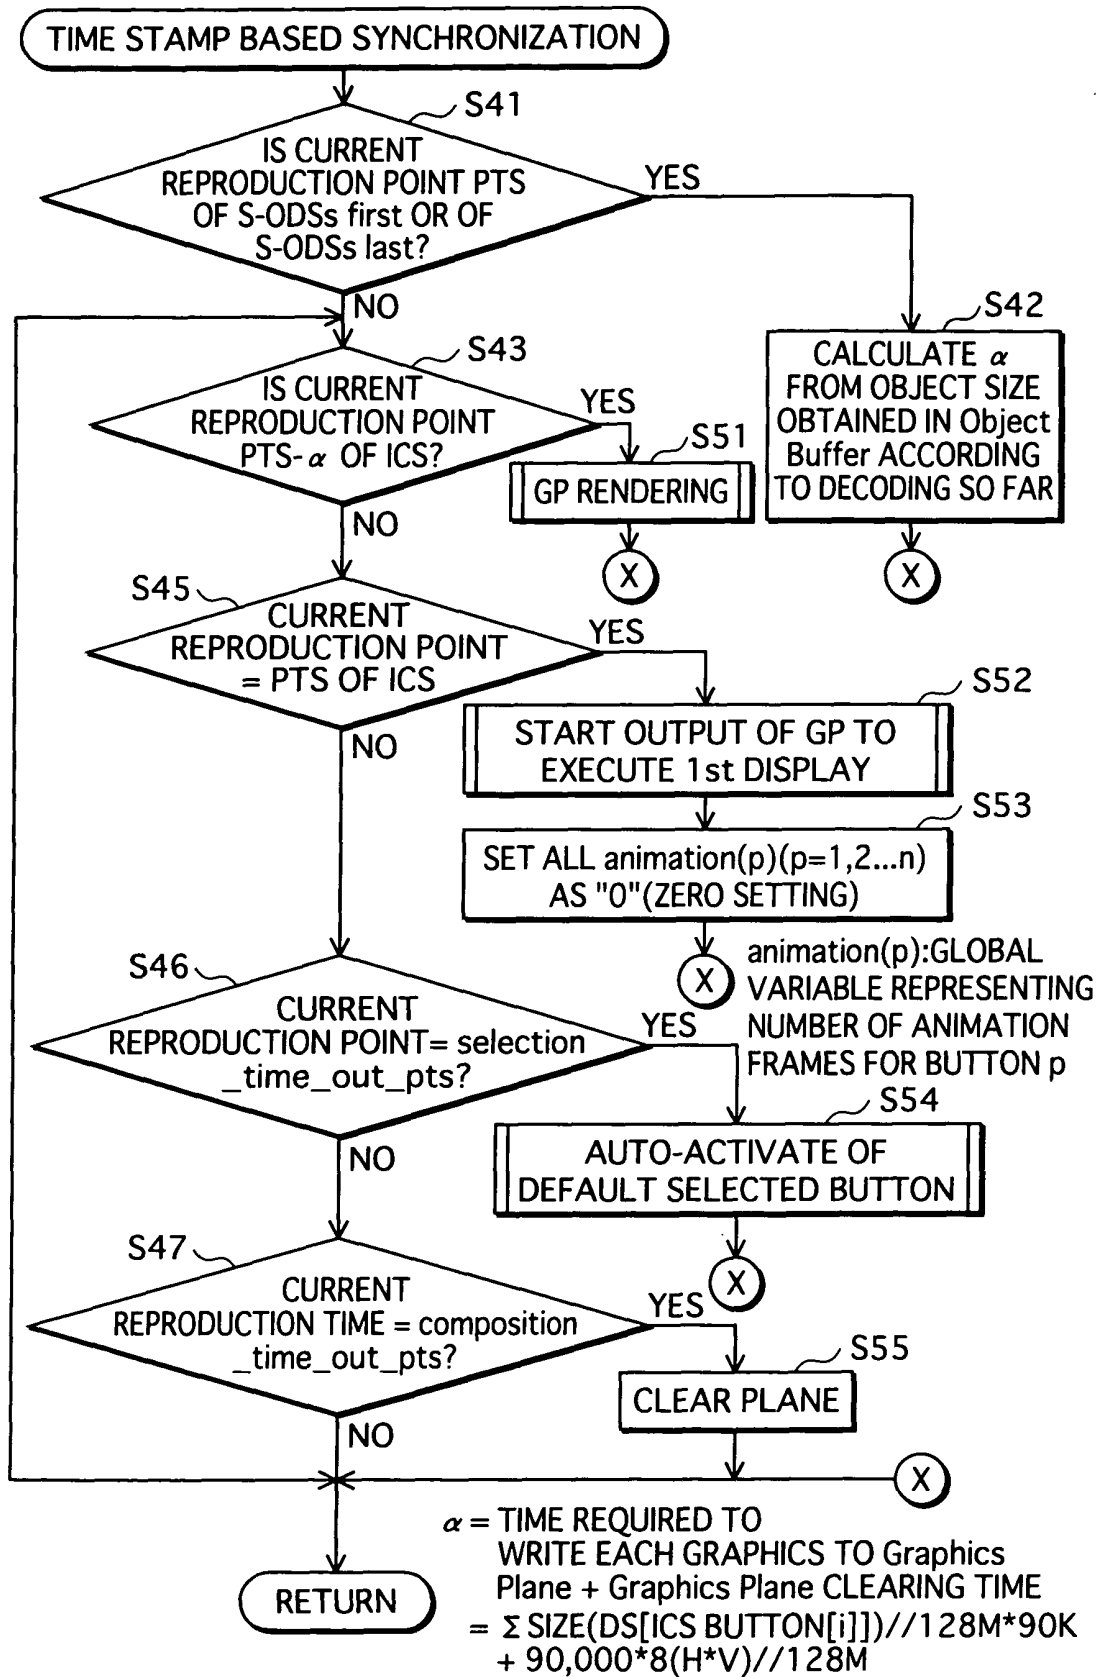 TIME STAMP BASED SYNCHRONIZATION
S41
IS CURRENT
REPRODUCTION POINT PTS
OF S-ODSs first OR OF
S-ODSs last?
YES
NO
S42
CALCULATE α
FROM OBJECT SIZE
OBTAINED IN Object
Buffer ACCORDING
TO DECODING SO FAR
X
S43
IS CURRENT
REPRODUCTION POINT
PTS-α OF ICS?
YES
NO
S51
GP RENDERING
X
S45
CURRENT
REPRODUCTION POINT
= PTS OF ICS
YES
NO
S52
START OUTPUT OF GP TO
EXECUTE 1st DISPLAY
S53
SET ALL animation(p)(p=1,2...n)
AS "0"(ZERO SETTING)
X
animation(p):GLOBAL
VARIABLE REPRESENTING
NUMBER OF ANIMATION
FRAMES FOR BUTTON p
S46
CURRENT
REPRODUCTION POINT= selection
_time_out_pts?
YES
NO
S54
AUTO-ACTIVATE OF
DEFAULT SELECTED BUTTON
X
S47
CURRENT
REPRODUCTION TIME = composition
_time_out_pts?
YES
NO
S55
CLEAR PLANE
X
RETURN
α = TIME REQUIRED TO
WRITE EACH GRAPHICS TO Graphics
Plane + Graphics Plane CLEARING TIME
= Σ SIZE(DS[ICS BUTTON[i]])//128M*90K
+ 90,000*8(H*V)//128M